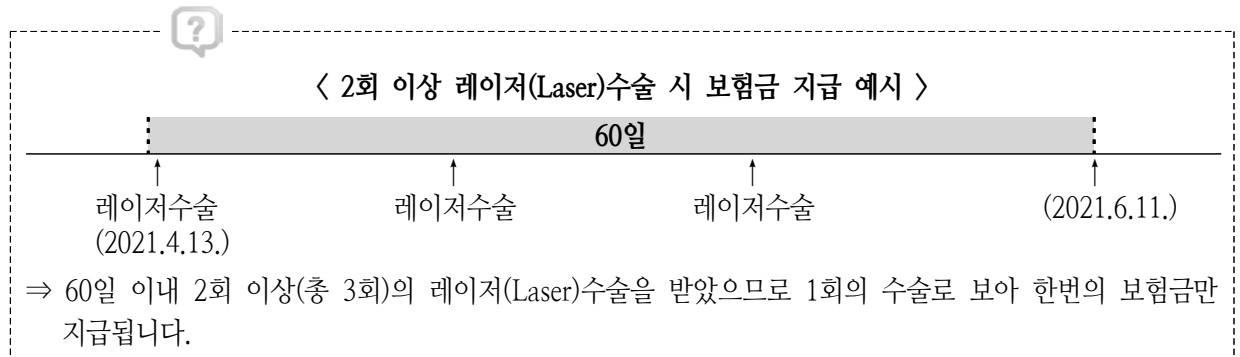 ?
〈 2회 이상 레이저(Laser)수술 시 보험금 지급 예시 〉
60일
레이저수술 레이저수술 레이저수술 (2021.6.11.)
(2021.4.13.)
⇒ 60일 이내 2회 이상(총 3회)의 레이저(Laser)수술을 받았으므로 1회의 수술로 보아 한번의 보험금만
지급됩니다.